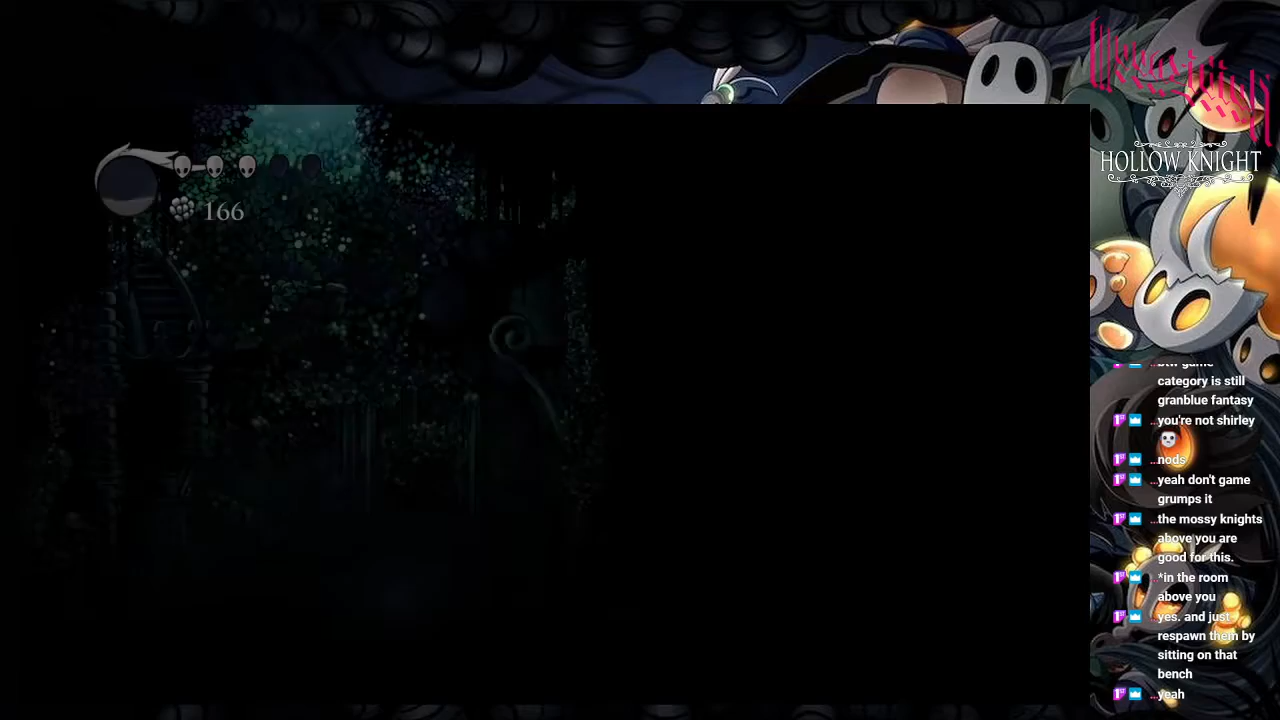 HOLLOW KNIGHT
166
btw game
category is still
granblue fantasy
you're not shirley
nods
yeah don't game
grumps it
the mossy knights
above you are
good for this.
*in the room
above you
yes. and just
respawn them by
sitting on that
bench
yeah